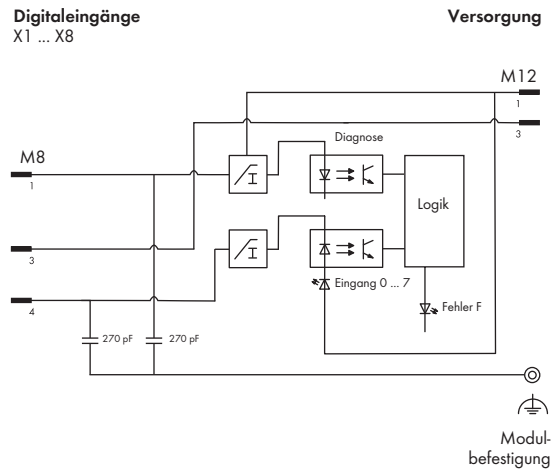 Digitaleingänge
X1 ... X8
Versorgung
M12
1
3
Diagnose
M8
1
I
Logik
3
I
Eingang 0 ... 7
4
Fehler F
270 pF
270 pF
Modul-
befestigung